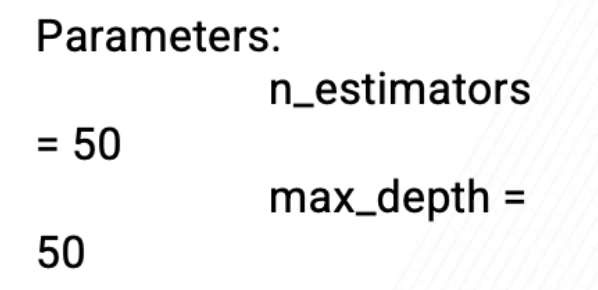 Parameters:
n_estimators
= 50
max_depth =
50